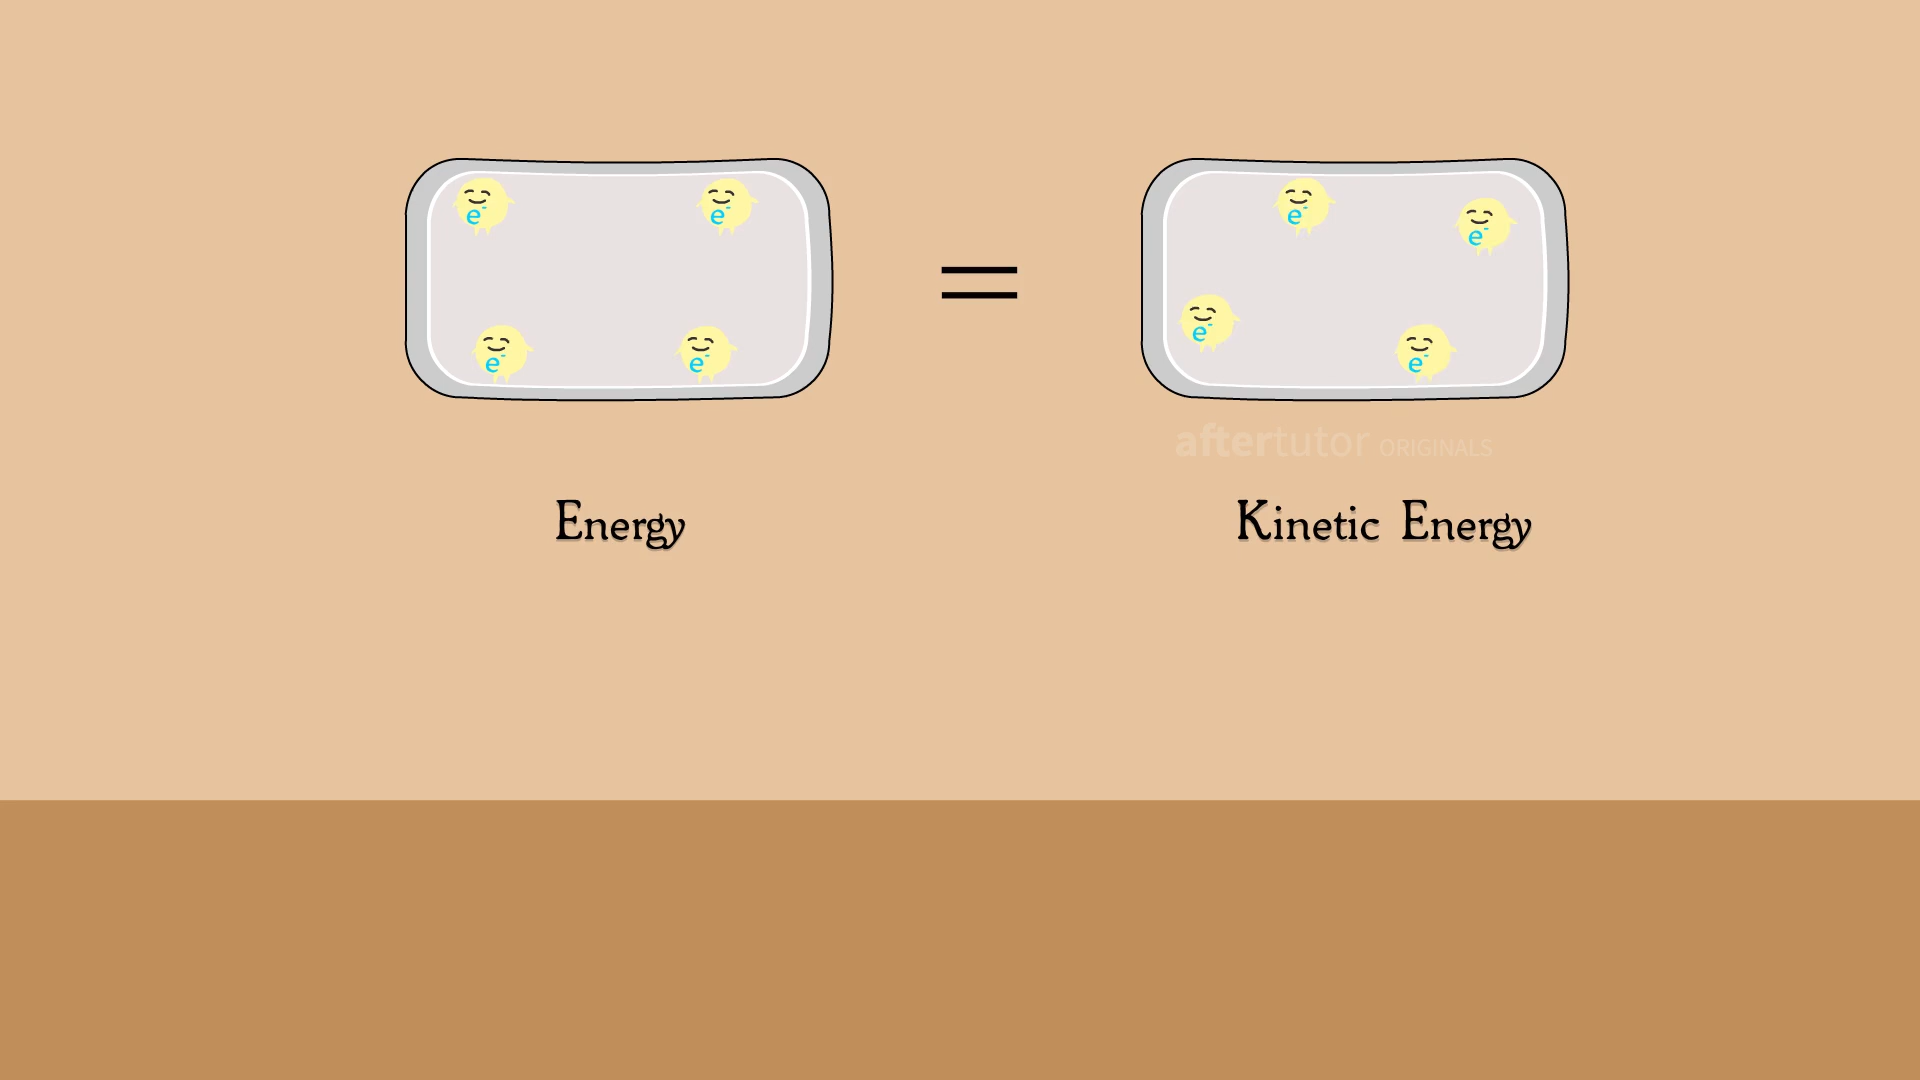 e⁻ e⁻ e⁻ e⁻
e⁻ e⁻ e⁻ e⁻
=
aftertutor ORIGINALS
Energy Kinetic Energy